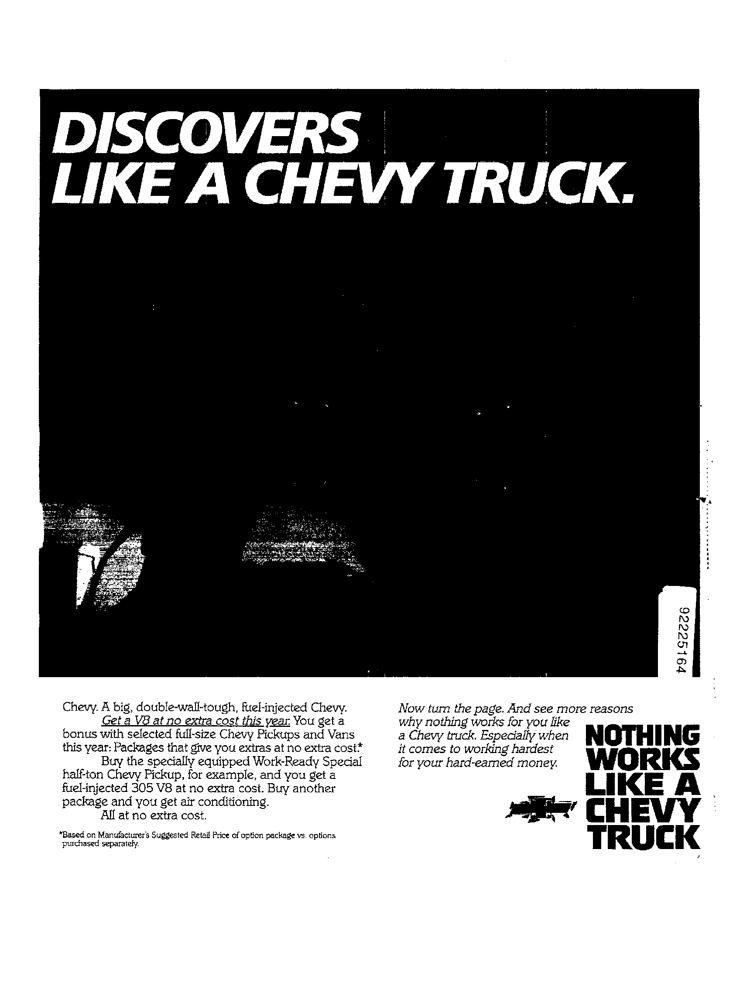 DISCOVERS
LIKE A CHEVY TRUCK.
92225164
Chevy. A big, double-wall-tough, fuel-injected Chevy.
Get a V8 at no extra cost this year. You get a
bonus with selected full-size Chevy Pickups and Vans
this year: Packages that give you extras at no extra cost.*
Buy the specially equipped Work-Ready Special
half-ton Chevy Pickup, for example, and you get a
fuel-injected 305 V8 at no extra cost. Buy another
package and you get air conditioning.
All at no extra cost.
*Based on Manufacturer's Suggested Retail Price of option package vs. options
purchased separately.
Now turn the page. And see more reasons
why nothing works for you like
a Chevy truck. Especially when
it comes to working hardest
for your hard-earned money.
NOTHING
WORKS
LIKE A
CHEVY
TRUCK